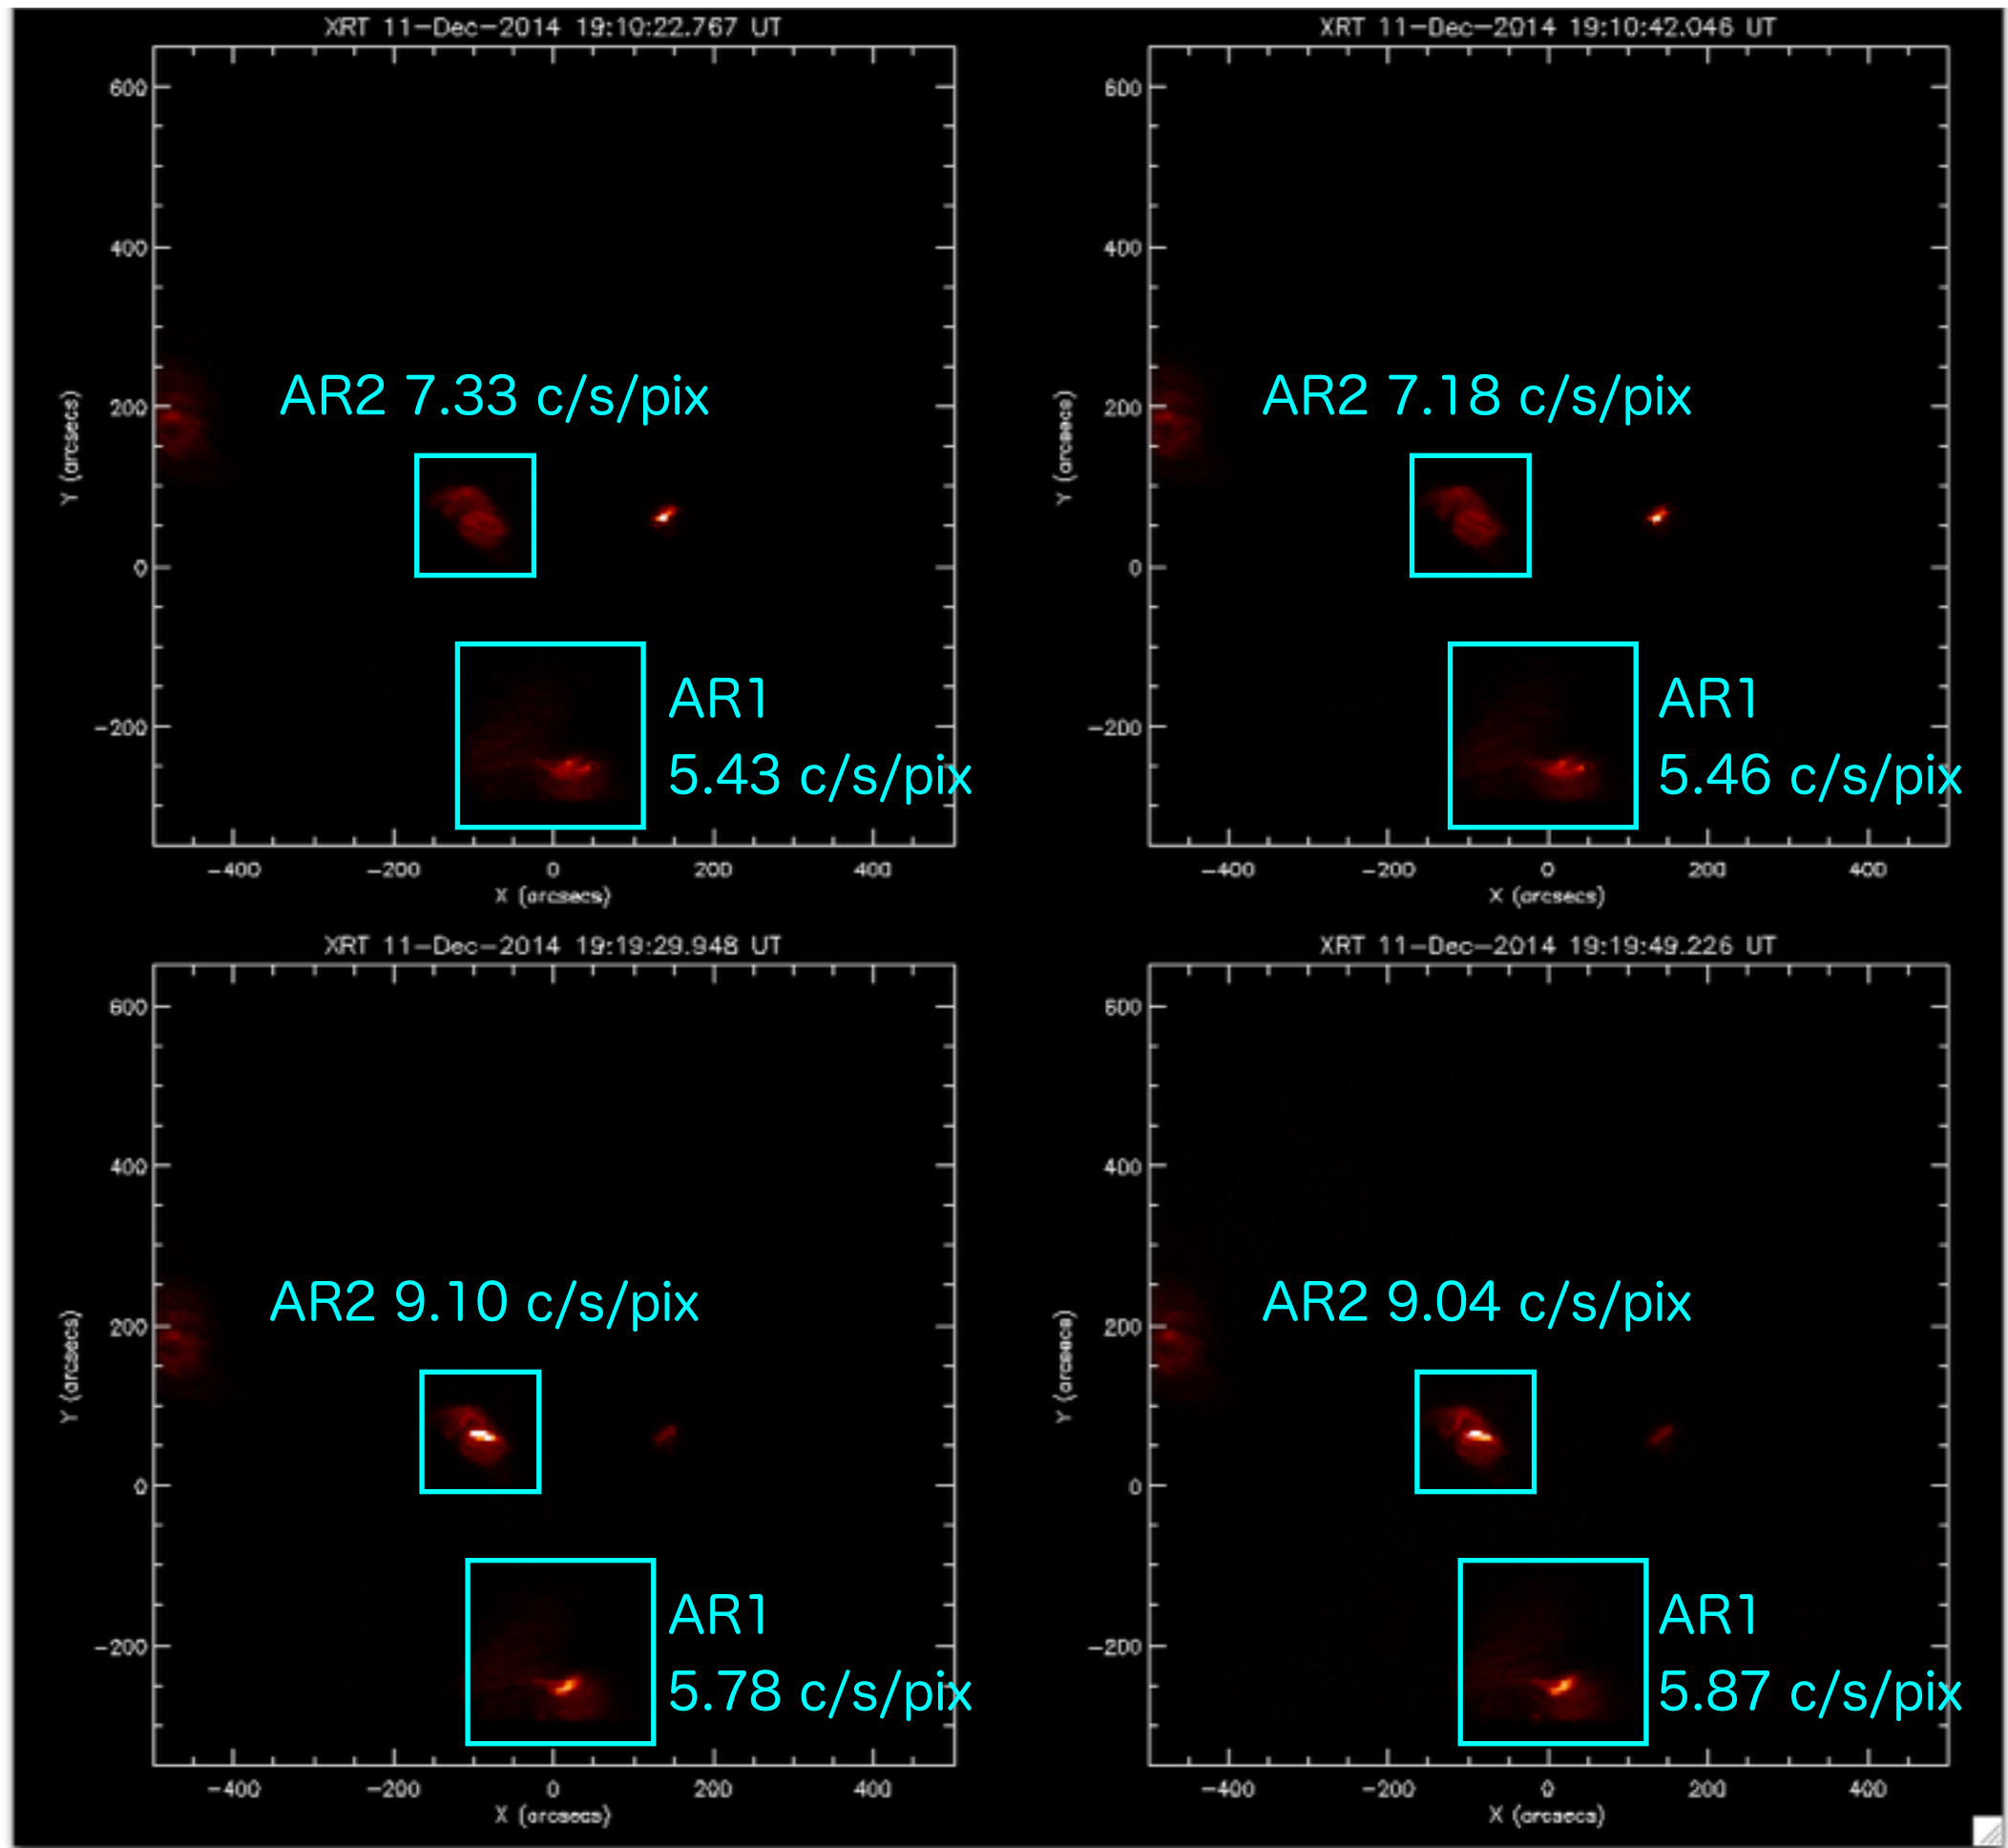 XRT 11-Dec-2014 19:10:22.767 UT
600
400
200
0
-200
Y (arcsecs)
AR2 7.33 c/s/pix
AR1
5.43 c/s/pix
-400 -200 0 200 400
X (arcsecs)
XRT 11-Dec-2014 19:10:42.046 UT
600
400
200
0
-200
Y (arcsecs)
AR2 7.18 c/s/pix
AR1
5.46 c/s/pix
-400 -200 0 200 400
X (arcsecs)
XRT 11-Dec-2014 19:19:29.948 UT
600
400
200
0
-200
Y (arcsecs)
AR2 9.10 c/s/pix
AR1
5.78 c/s/pix
-400 -200 0 200 400
X (arcsecs)
XRT 11-Dec-2014 19:19:49.226 UT
600
400
200
0
-200
Y (arcsecs)
AR2 9.04 c/s/pix
AR1
5.87 c/s/pix
-400 -200 0 200 400
X (arcsecs)